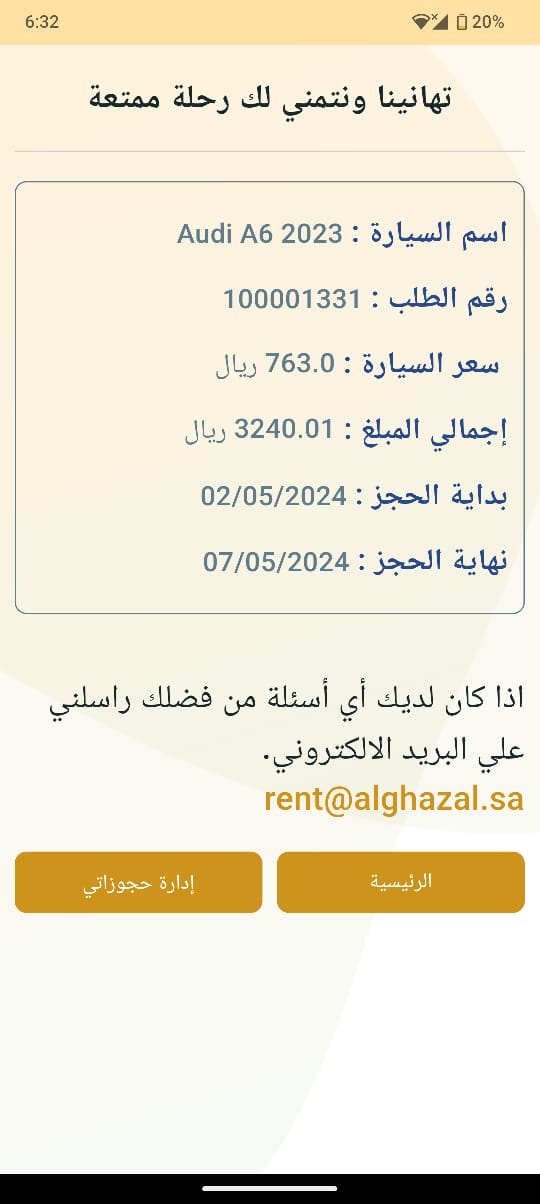 6:32
20%
تهانينا ونتمني لك رحلة ممتعة
اسم السيارة : Audi A6 2023
رقم الطلب : 100001331
سعر السيارة : 763.0 ريال
إجمالي المبلغ : 3240.01 ريال
بداية الحجز : 02/05/2024
نهاية الحجز : 07/05/2024
اذا كان لديك أي أسئلة من فضلك راسلني
علي البريد الالكتروني.
rent@alghazal.sa
الرئيسية
إدارة حجوزاتي